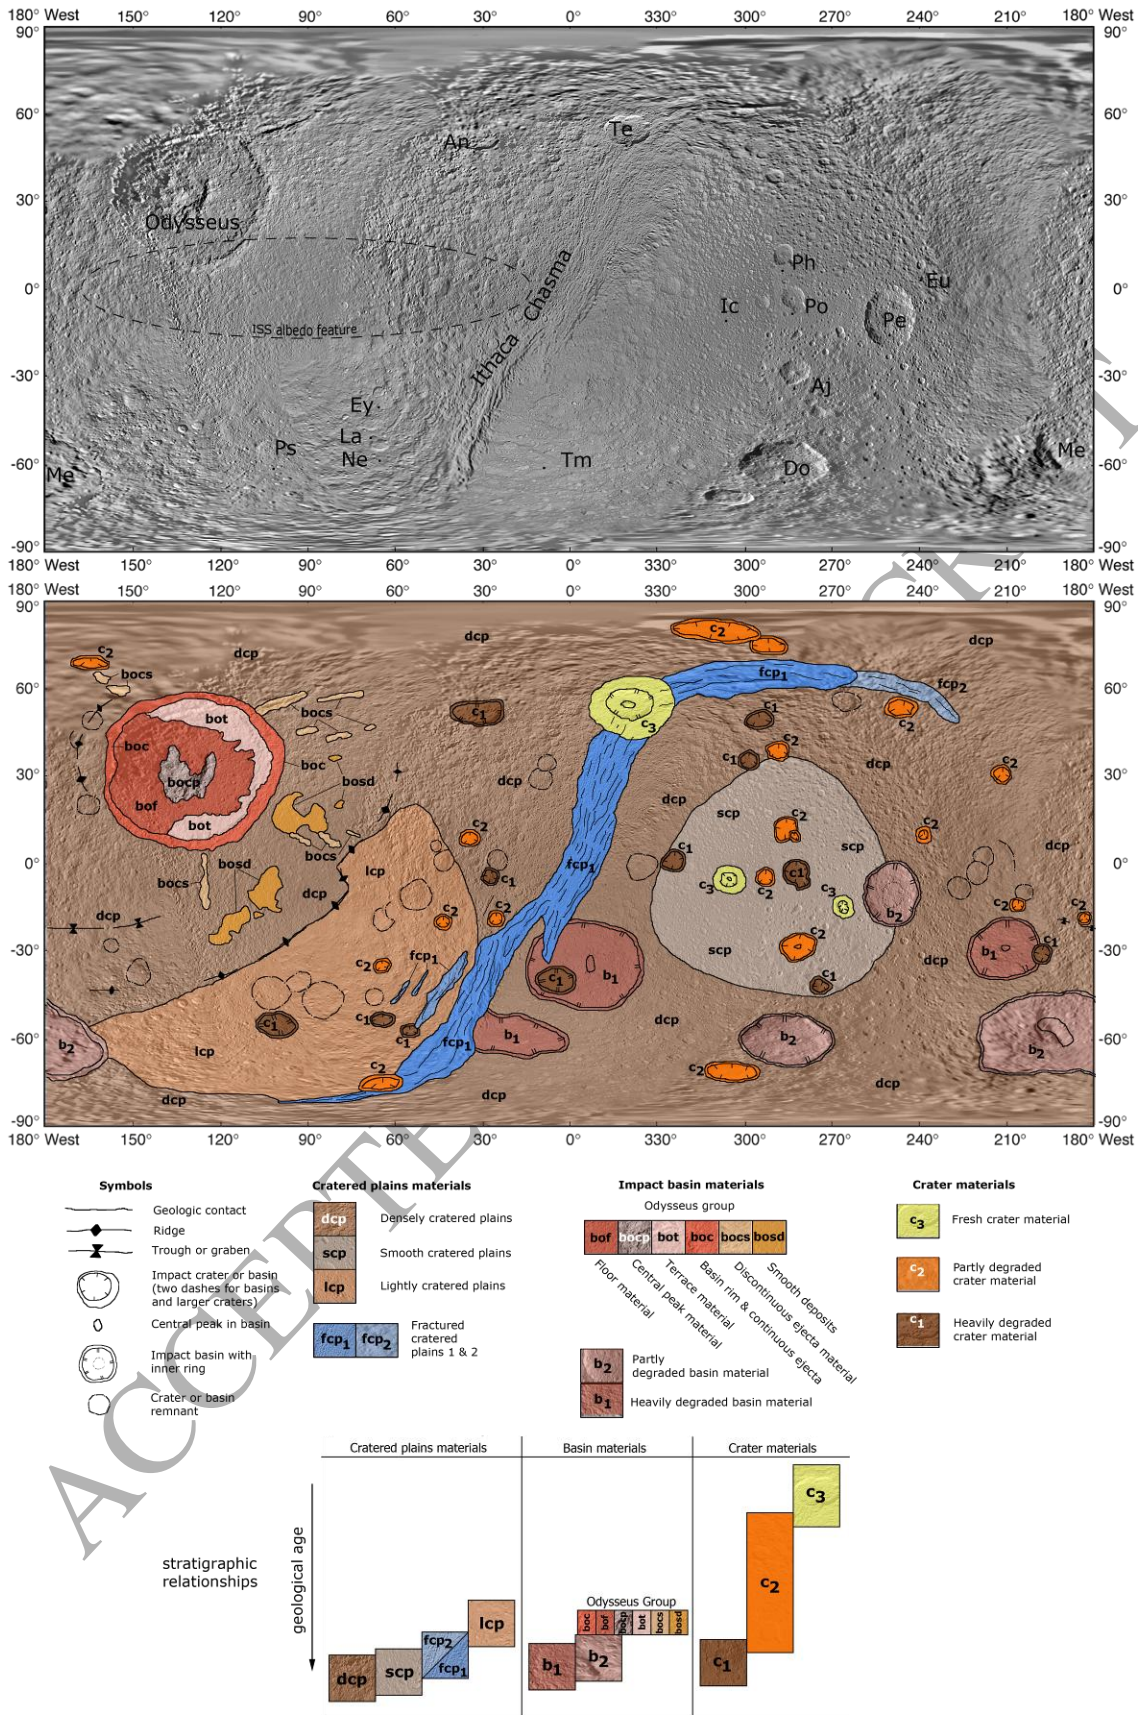 180° West 150° 120° 90° 60° 30° 0° 330° 300° 270° 240° 210° 180° West
90° 90°
60° 60°
Te
An
30° 30°
Odysseus
Ph
Eu
0° Chasma 0°
Ic Po Pe
ISS albedo feature
Ithaca
-30° -30°
Aj
Ey
La
Ps Ne Tm Do Me
Me
-60° -60°
-90° -90°
180° West 150° 120° 90° 60° 30° 0° 330° 300° 270° 240° 210° 180° West
180° West 150° 120° 90° 60° 30° 0° 330° 300° 270° 240° 210° 180° West
90° 90°
c2
dcp dcp
c2 dcp
bocs
fcp1 fcp2
60° 60°
bot bocs c1 c3 c1 c2
boc boc c2
bocp bosd dcp c1 dcp c2
30° 30°
bof dcp
bot scp c2 c2
c2 scp
bocs c1
0° bosd lcp fcp1 c1 0°
bocs c1 c3 c2 c3
dcp b2 c2 c2
dcp c2 c2
scp c2 b1 c1
-30° c2 fcp1 dcp -30°
c1 b1 c1
c1 c1 dcp
c1 b1
b2 lcp fcp1 b2 b2
-60° -60°
c2 c2
dcp dcp dcp
-90° -90°
180° West 150° 120° 90° 60° 30° 0° 330° 300° 270° 240° 210° 180° West
ACCEPTE
CR
T
Symbols
Geologic contact
Ridge
Trough or graben
Impact crater or basin
(two dashes for basins
and larger craters)
Central peak in basin
Impact basin with
inner ring
Crater or basin
remnant
Cratered plains materials
dcp Densely cratered plains
scp Smooth cratered plains
lcp Lightly cratered plains
fcp1 fcp2 Fractured
cratered
plains 1 & 2
Impact basin materials
Odysseus group
bof bocp bot boc bocs bosd
Floor material
Central peak material
Terrace material
Basin rim & continuous ejecta
Discontinuous ejecta material
Smooth deposits
b2 Partly
degraded basin material
b1 Heavily degraded basin material
Crater materials
c3 Fresh crater material
c2 Partly degraded
crater material
c1 Heavily degraded
crater material
Cratered plains materials Basin materials Crater materials
stratigraphic
relationships
geological age
dcp scp fcp2 fcp1 lcp
Odysseus Group
boc bof bocp bot bocs bosd
b1 b2
c1 c2 c3